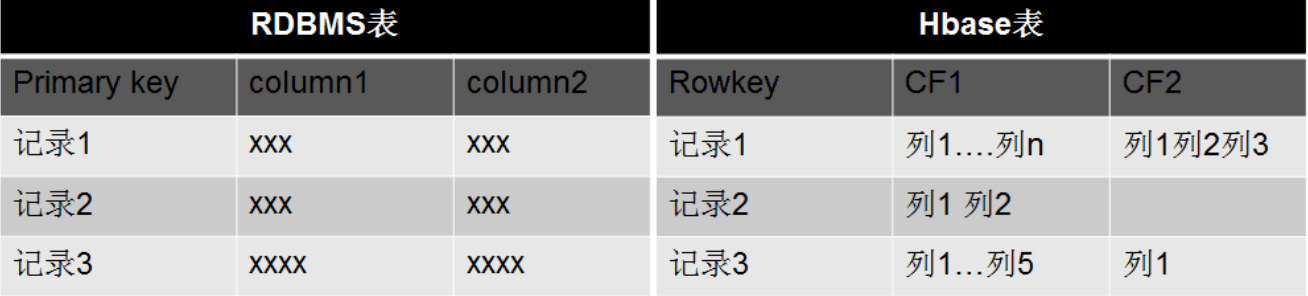 RDBMS表 Hbase表
Primary key column1 column2 Rowkey CF1 CF2
记录1 xxx xxx 记录1 列1....列n 列1列2列3
记录2 xxx xxx 记录2 列1 列2
记录3 xxxx xxxx 记录3 列1...列5 列1